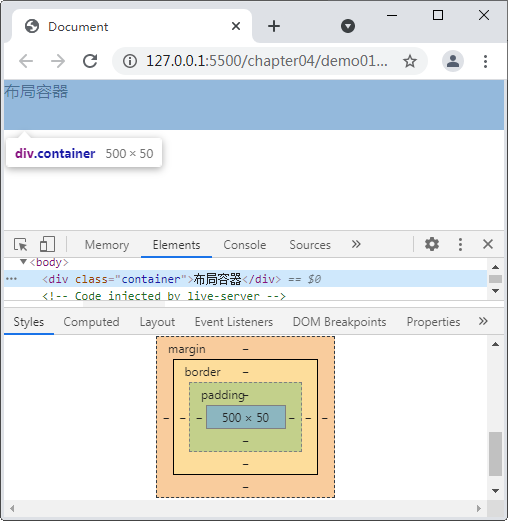 Document
127.0.0.1:5500/chapter04/demo01...
布局容器
div.container 500 × 50
Memory Elements Console Sources »
<body>
··· <div class="container">布局容器</div> == $0
<!-- Code injected by live-server -->
Styles Computed Layout Event Listeners DOM Breakpoints Properties »
margin –
border –
padding –
– – – 500 × 50 – – –
–
–
–